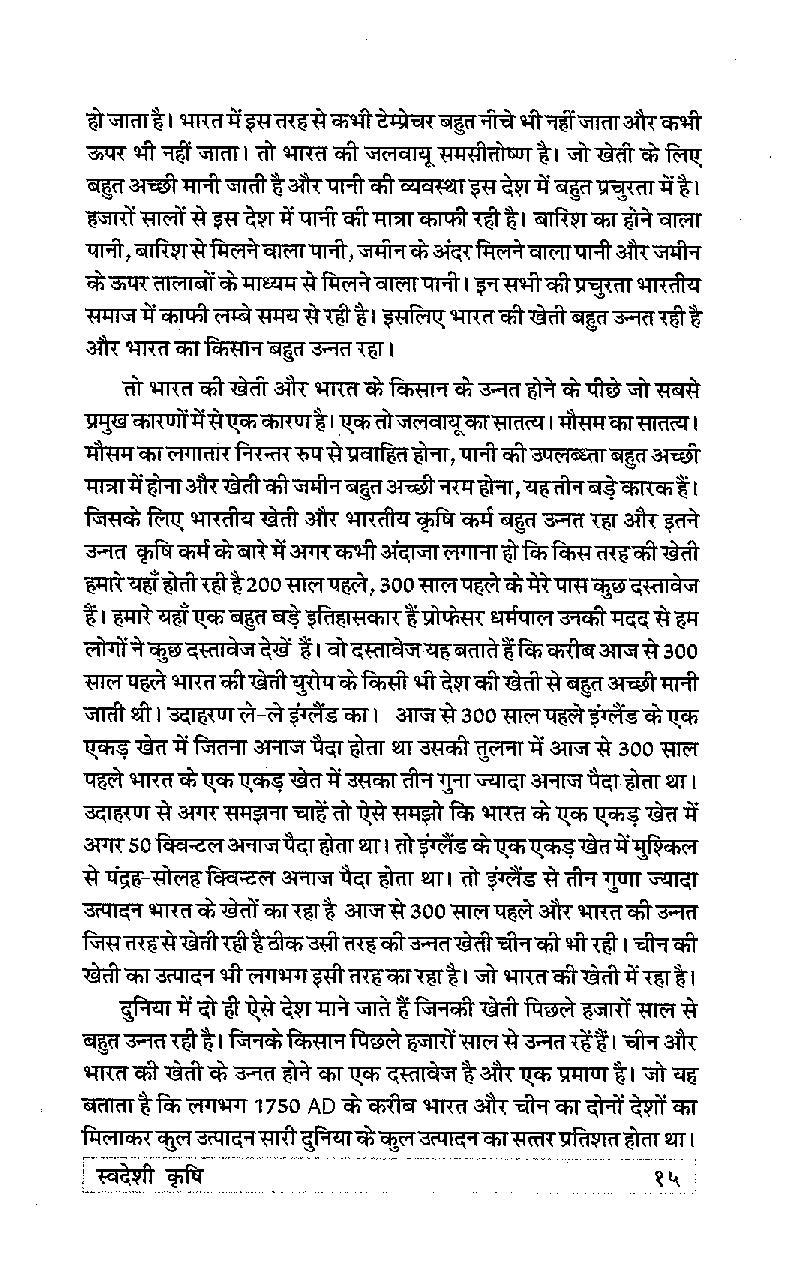 हो जाता है। भारत में इस तरह से कभी टेम्प्रेचर बहुत नीचे भी नहीं जाता और कभी
ऊपर भी नहीं जाता। तो भारत की जलवायू समसीतोष्ण है। जो खेती के लिए
बहुत अच्छी मानी जाती है और पानी की व्यवस्था इस देश में बहुत प्रचुरता में है।
हजारों सालों से इस देश में पानी की मात्रा काफी रही है। बारिश का होने वाला
पानी, बारिश से मिलने वाला पानी, जमीन के अंदर मिलने वाला पानी और जमीन
के ऊपर तालाबों के माध्यम से मिलने वाला पानी। इन सभी की प्रचुरता भारतीय
समाज में काफी लम्बे समय से रही है। इसलिए भारत की खेती बहुत उन्नत रही है
और भारत का किसान बहुत उन्नत रहा।
तो भारत की खेती और भारत के किसान के उन्नत होने के पीछे जो सबसे
प्रमुख कारणों में से एक कारण है। एक तो जलवायू का सातत्य। मौसम का सातत्य।
मौसम का लगातार निरन्तर रुप से प्रवाहित होना, पानी की उपलब्धता बहुत अच्छी
मात्रा में होना और खेती की जमीन बहुत अच्छी नरम होना, यह तीन बड़े कारक हैं।
जिसके लिए भारतीय खेती और भारतीय कृषि कर्म बहुत उन्नत रहा और इतने
उन्नत कृषि कर्म के बारे में अगर कभी अंदाजा लगाना हो कि किस तरह की खेती
हमारे यहाँ होती रही है 200 साल पहले, 300 साल पहले के मेरे पास कुछ दस्तावेज
हैं। हमारे यहाँ एक बहुत बड़े इतिहासकार हैं प्रोफेसर धर्मपाल उनकी मदद से हम
लोगों ने कुछ दस्तावेज देखें हैं। वो दस्तावेज यह बताते हैं कि करीब आज से 300
साल पहले भारत की खेती युरोप के किसी भी देश की खेती से बहुत अच्छी मानी
जाती थी। उदाहरण ले-ले इंग्लैंड का। आज से 300 साल पहले इंग्लैंड के एक
एकड़ खेत में जितना अनाज पैदा होता था उसकी तुलना में आज से 300 साल
पहले भारत के एक एकड़ खेत में उसका तीन गुना ज्यादा अनाज पैदा होता था।
उदाहरण से अगर समझना चाहें तो ऐसे समझो कि भारत के एक एकड़ खेत में
अगर 50 क्विन्टल अनाज पैदा होता था। तो इंग्लैंड के एक एकड़ खेत में मुश्किल
से पंद्रह-सोलह क्विन्टल अनाज पैदा होता था। तो इंग्लैंड से तीन गुणा ज्यादा
उत्पादन भारत के खेतों का रहा है आज से 300 साल पहले और भारत की उन्नत
जिस तरह से खेती रही है ठीक उसी तरह की उन्नत खेती चीन की भी रही। चीन की
खेती का उत्पादन भी लगभग इसी तरह का रहा है। जो भारत की खेती में रहा है।
दुनिया में दो ही ऐसे देश माने जाते हैं जिनकी खेती पिछले हजारों साल से
बहुत उन्नत रही है। जिनके किसान पिछले हजारों साल से उन्नत रहें हैं। चीन और
भारत की खेती के उन्नत होने का एक दस्तावेज है और एक प्रमाण है। जो यह
बताता है कि लगभग 1750 AD के करीब भारत और चीन का दोनों देशों का
मिलाकर कुल उत्पादन सारी दुनिया के कुल उत्पादन का सत्तर प्रतिशत होता था।
स्वदेशी कृषि १५